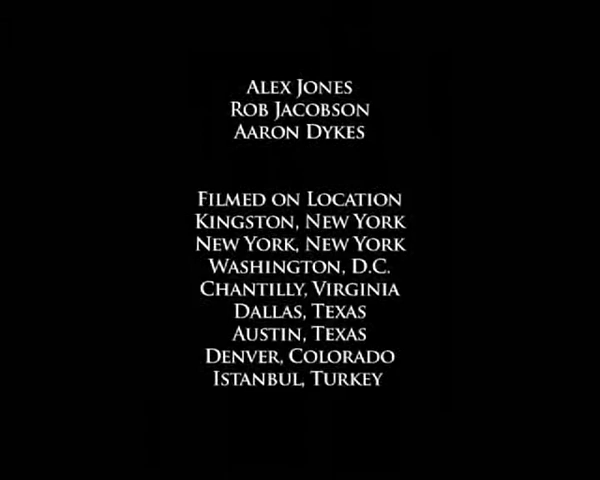 Alex Jones
Rob Jacobson
Aaron Dykes
Filmed on Location
Kingston, New York
New York, New York
Washington, D.C.
Chantilly, Virginia
Dallas, Texas
Austin, Texas
Denver, Colorado
Istanbul, Turkey